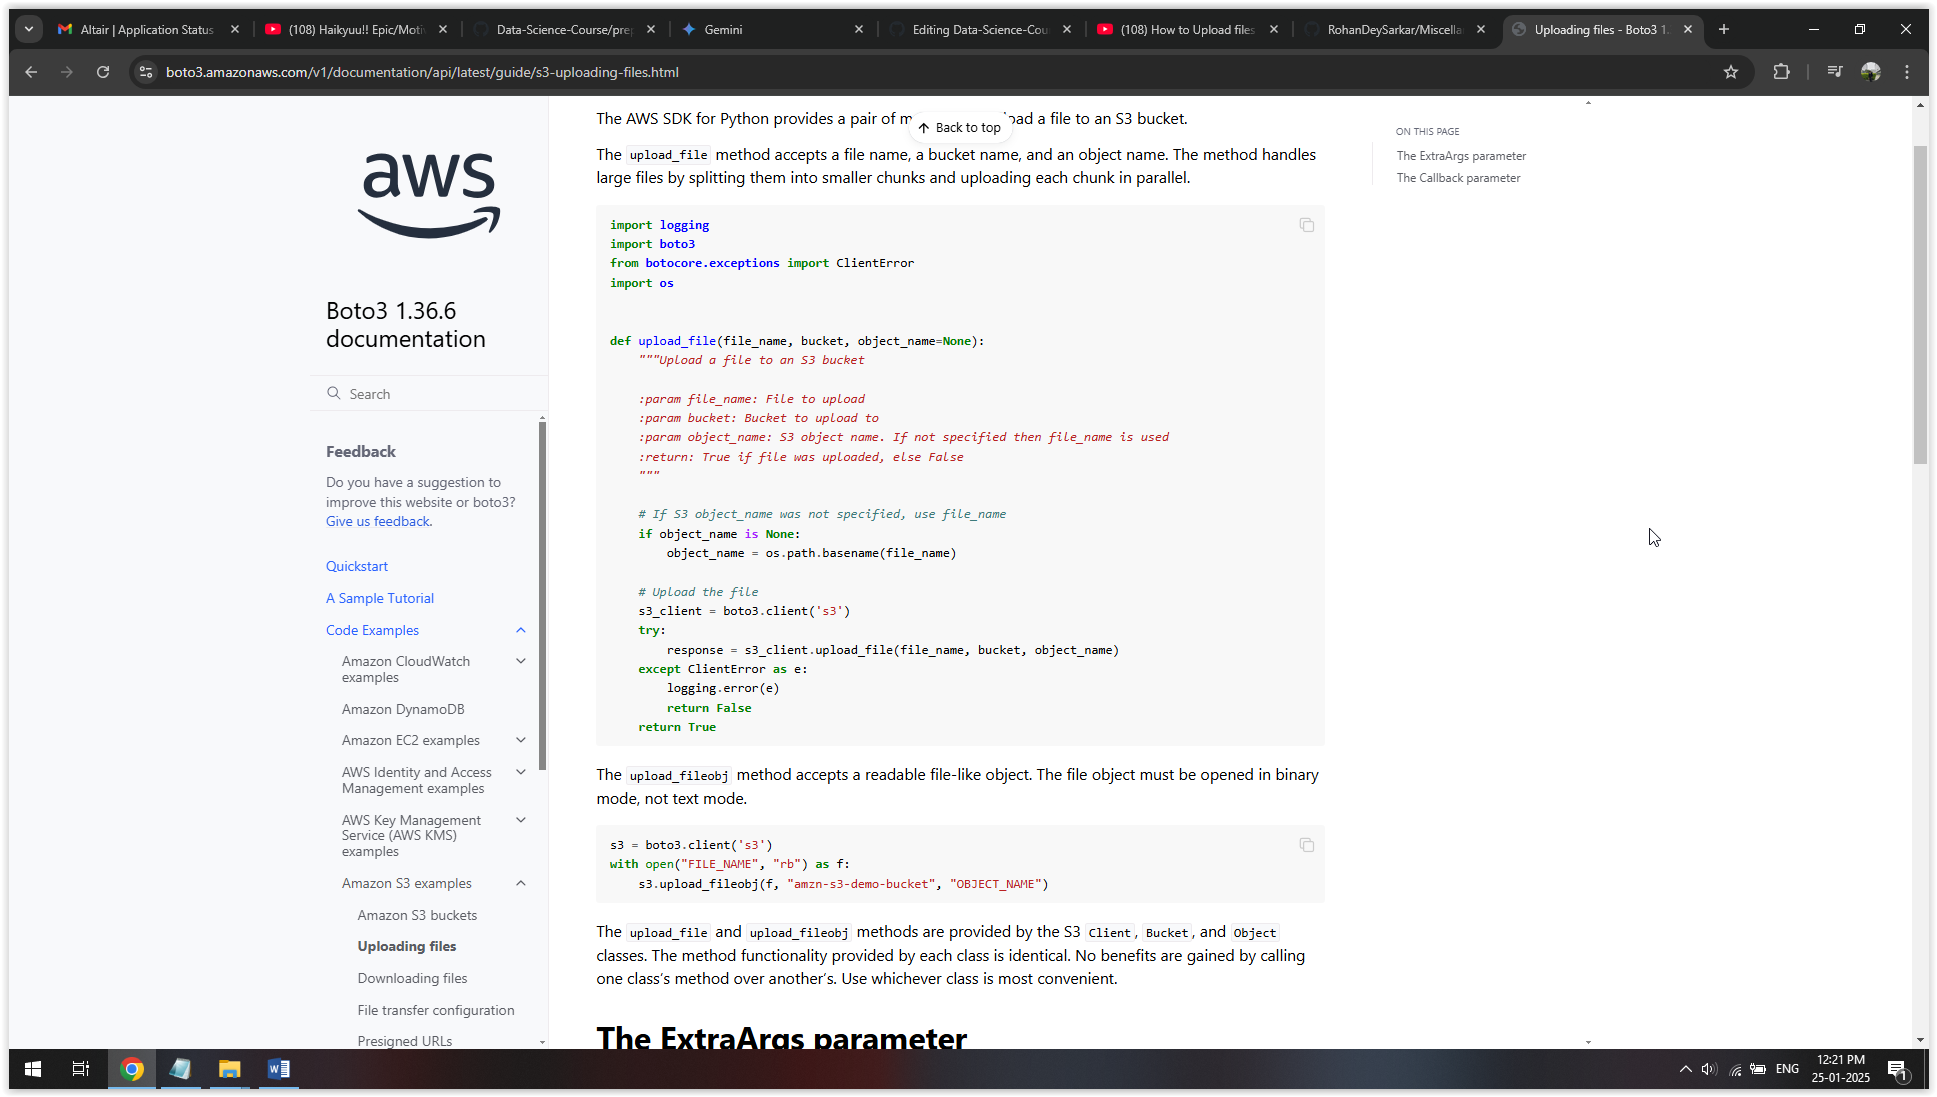 Altair | Application Status
(108) Haikyuu!! Epic/Moti
Data-Science-Course/prep
Gemini
Editing Data-Science-Cou
(108) How to Upload files
RohanDeySarkar/Miscella
Uploading files - Boto3 1.
boto3.amazonaws.com/v1/documentation/api/latest/guide/s3-uploading-files.html
aws
Boto3 1.36.6
documentation
Search
Feedback
Do you have a suggestion to
improve this website or boto3?
Give us feedback.
Quickstart
A Sample Tutorial
Code Examples
Amazon CloudWatch
examples
Amazon DynamoDB
Amazon EC2 examples
AWS Identity and Access
Management examples
AWS Key Management
Service (AWS KMS)
examples
Amazon S3 examples
Amazon S3 buckets
Uploading files
Downloading files
File transfer configuration
Presigned URLs
The AWS SDK for Python provides a pair of m oad a file to an S3 bucket.
Back to top
The upload_file method accepts a file name, a bucket name, and an object name. The method handles
large files by splitting them into smaller chunks and uploading each chunk in parallel.
import logging
import boto3
from botocore.exceptions import ClientError
import os
def upload_file(file_name, bucket, object_name=None):
"""Upload a file to an S3 bucket
:param file_name: File to upload
:param bucket: Bucket to upload to
:param object_name: S3 object name. If not specified then file_name is used
:return: True if file was uploaded, else False
"""
# If S3 object_name was not specified, use file_name
if object_name is None:
object_name = os.path.basename(file_name)
# Upload the file
s3_client = boto3.client('s3')
try:
response = s3_client.upload_file(file_name, bucket, object_name)
except ClientError as e:
logging.error(e)
return False
return True
The upload_fileobj method accepts a readable file-like object. The file object must be opened in binary
mode, not text mode.
s3 = boto3.client('s3')
with open("FILE_NAME", "rb") as f:
s3.upload_fileobj(f, "amzn-s3-demo-bucket", "OBJECT_NAME")
The upload_file and upload_fileobj methods are provided by the S3 Client, Bucket, and Object
classes. The method functionality provided by each class is identical. No benefits are gained by calling
one class’s method over another’s. Use whichever class is most convenient.
The ExtraArgs parameter
ON THIS PAGE
The ExtraArgs parameter
The Callback parameter
ENG
12:21 PM
25-01-2025
1